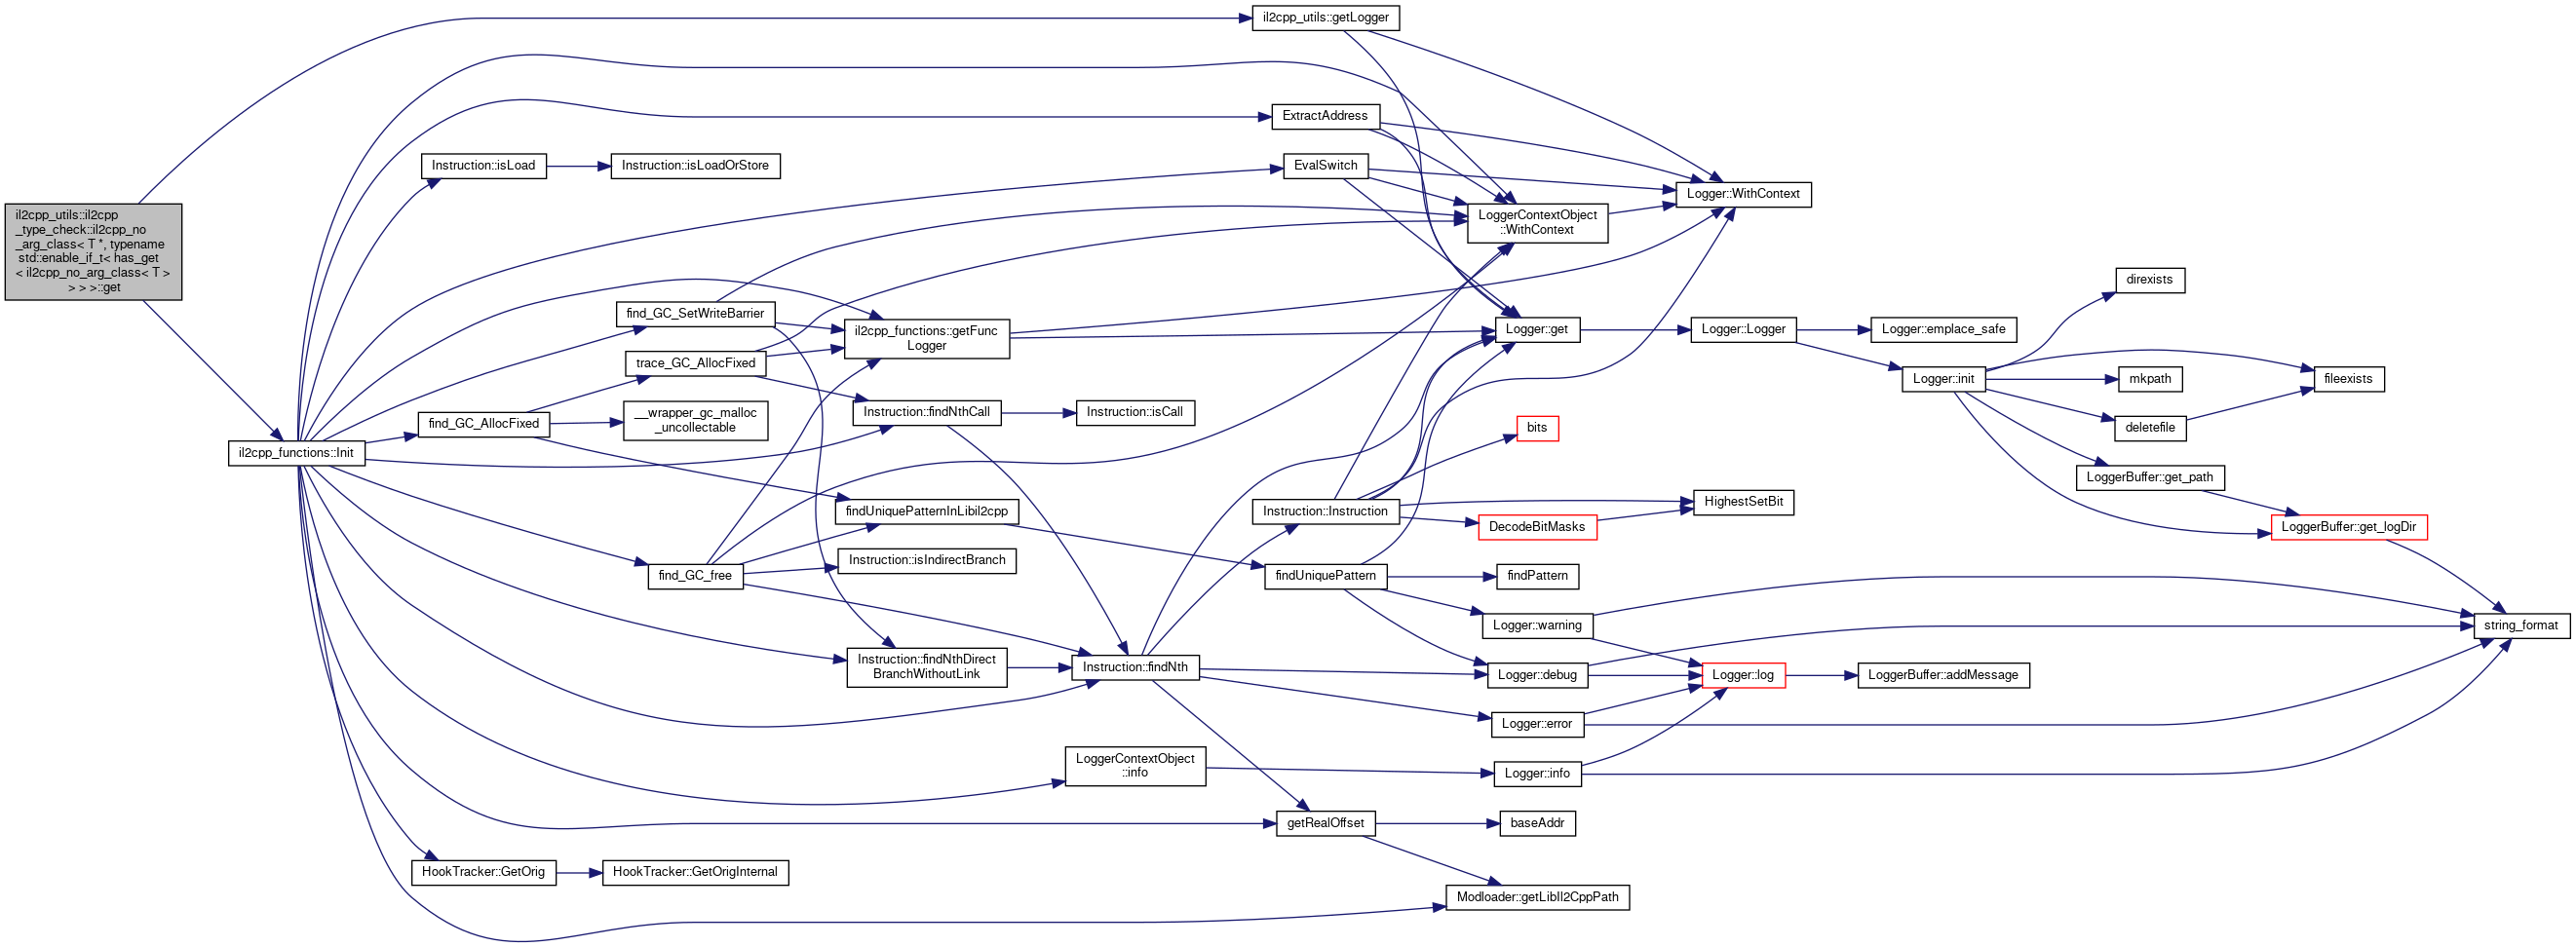 il2cpp_utils::il2cpp
_type_check::il2cpp_no
_arg_class< T *, typename
std::enable_if_t< has_get
< il2cpp_no_arg_class< T >
> > >::get
il2cpp_functions::Init
Instruction::isLoad
Instruction::isLoadOrStore
find_GC_SetWriteBarrier
trace_GC_AllocFixed
find_GC_AllocFixed
__wrapper_gc_malloc
_uncollectable
find_GC_free
HookTracker::GetOrig
HookTracker::GetOrigInternal
il2cpp_functions::getFunc
Logger
Instruction::findNthCall
Instruction::isCall
findUniquePatternInLibil2cpp
Instruction::isIndirectBranch
Instruction::findNthDirect
BranchWithoutLink
Instruction::findNth
LoggerContextObject
::info
il2cpp_utils::getLogger
ExtractAddress
EvalSwitch
LoggerContextObject
::WithContext
Logger::WithContext
Logger::get
Logger::Logger
Logger::emplace_safe
Logger::init
direxists
fileexists
mkpath
deletefile
LoggerBuffer::get_path
LoggerBuffer::get_logDir
string_format
bits
Instruction::Instruction
HighestSetBit
DecodeBitMasks
findUniquePattern
findPattern
Logger::warning
Logger::debug
Logger::log
LoggerBuffer::addMessage
Logger::error
Logger::info
getRealOffset
baseAddr
Modloader::getLibIl2CppPath